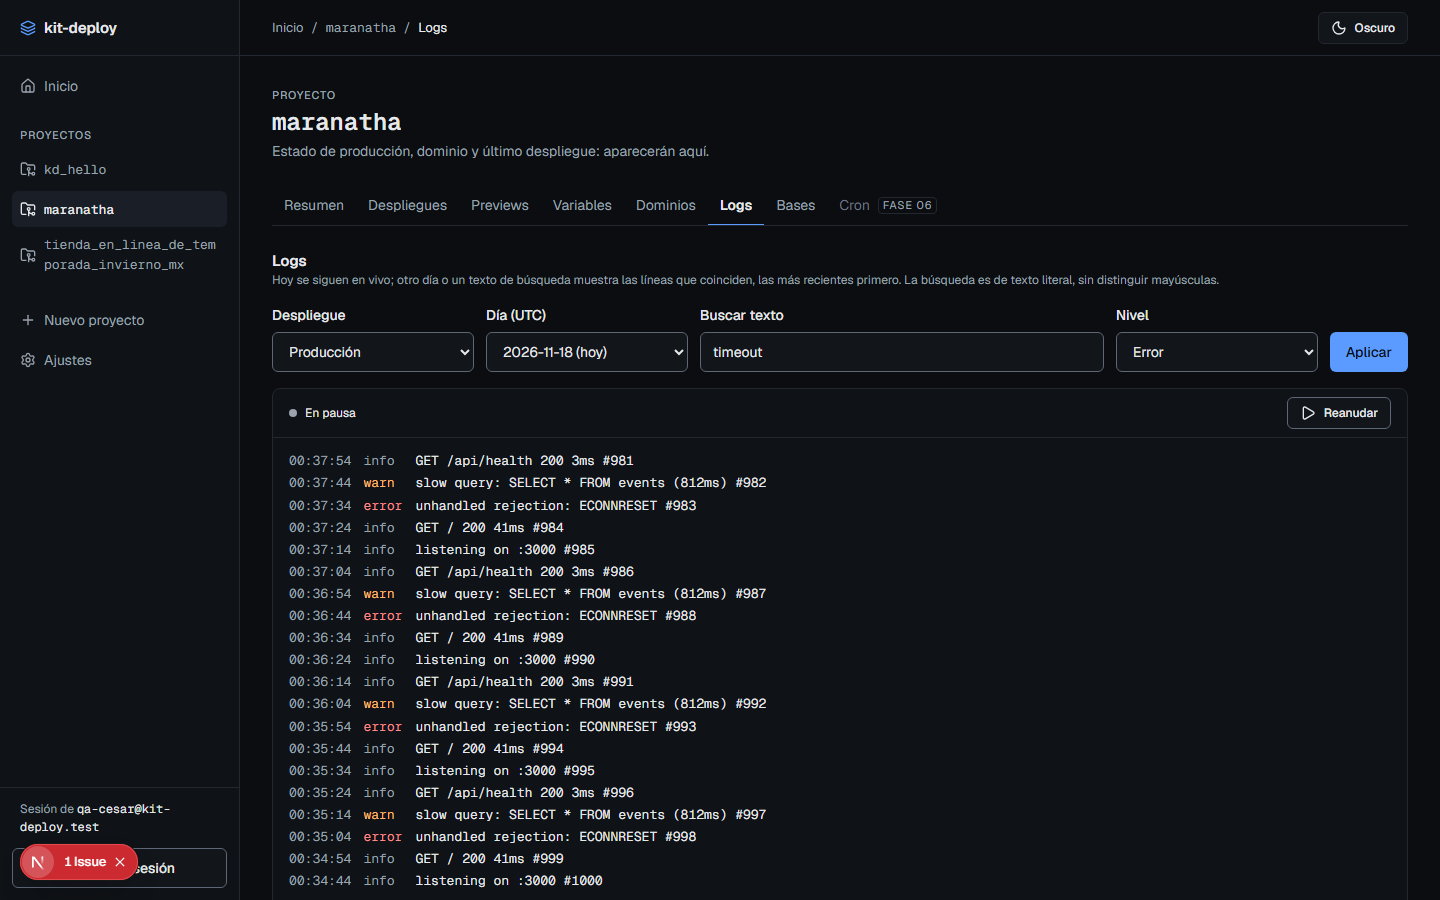 kit-deploy
Inicio / maranatha / Logs
Oscuro
Inicio
PROYECTOS
kd_hello
maranatha
tienda_en_linea_de_tem
porada_invierno_mx
Nuevo proyecto
Ajustes
Sesión de qa-cesar@kit-
deploy.test
N 1 Issue
sesión
PROYECTO
maranatha
Estado de producción, dominio y último despliegue: aparecerán aquí.
Resumen Despliegues Previews Variables Dominios Logs Bases Cron FASE 06
Logs
Hoy se siguen en vivo; otro día o un texto de búsqueda muestra las líneas que coinciden, las más recientes primero. La búsqueda es de texto literal, sin distinguir mayúsculas.
Despliegue Día (UTC) Buscar texto Nivel
Producción 2026-11-18 (hoy) timeout Error Aplicar
En pausa Reanudar
00:37:54 info GET /api/health 200 3ms #981
00:37:44 warn slow query: SELECT * FROM events (812ms) #982
00:37:34 error unhandled rejection: ECONNRESET #983
00:37:24 info GET / 200 41ms #984
00:37:14 info listening on :3000 #985
00:37:04 info GET /api/health 200 3ms #986
00:36:54 warn slow query: SELECT * FROM events (812ms) #987
00:36:44 error unhandled rejection: ECONNRESET #988
00:36:34 info GET / 200 41ms #989
00:36:24 info listening on :3000 #990
00:36:14 info GET /api/health 200 3ms #991
00:36:04 warn slow query: SELECT * FROM events (812ms) #992
00:35:54 error unhandled rejection: ECONNRESET #993
00:35:44 info GET / 200 41ms #994
00:35:34 info listening on :3000 #995
00:35:24 info GET /api/health 200 3ms #996
00:35:14 warn slow query: SELECT * FROM events (812ms) #997
00:35:04 error unhandled rejection: ECONNRESET #998
00:34:54 info GET / 200 41ms #999
00:34:44 info listening on :3000 #1000